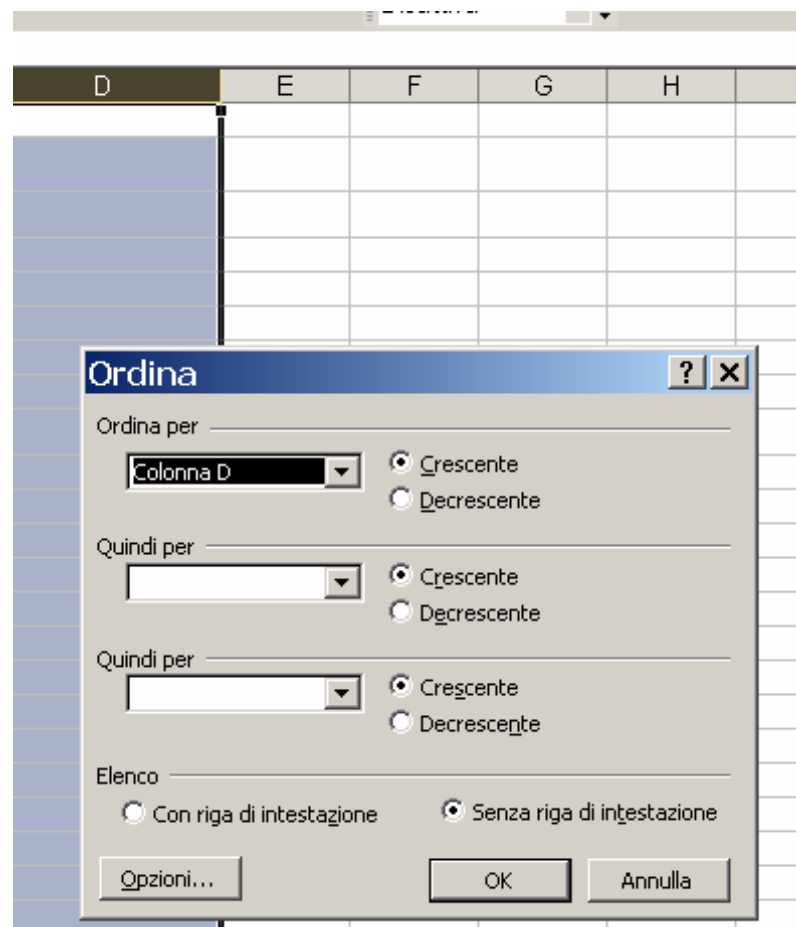 D E F G H
Ordina
Ordina per
Colonna D
Crescente
Decrescente
Quindi per
Crescente
Decrescente
Quindi per
Crescente
Decrescente
Elenco
Con riga di intestazione Senza riga di intestazione
Opzioni... OK Annulla